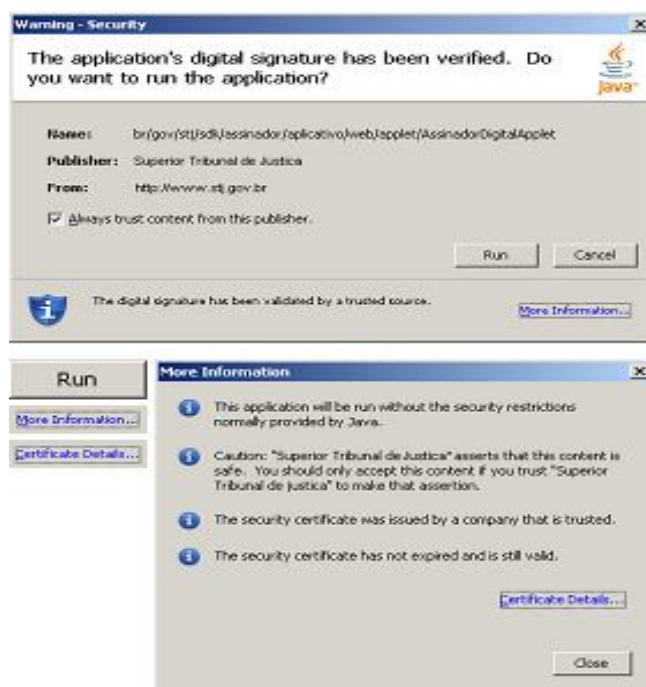 Warning - Security
The application's digital signature has been verified. Do
you want to run the application?
Java
Name: br/gov/stj/sdk/assinador/aplicativo/web/applet/AssinadorDigitalApplet
Publisher: Superior Tribunal de Justica
From: http://www.stj.gov.br
Always trust content from this publisher.
Run Cancel
The digital signature has been validated by a trusted source.
More Information...
Run
More Information...
Certificate Details...
More Information
This application will be run without the security restrictions
normally provided by Java.
Caution: "Superior Tribunal de Justica" asserts that this content is
safe. You should only accept this content if you trust "Superior
Tribunal de justica" to make that assertion.
The security certificate was issued by a company that is trusted.
The security certificate has not expired and is still valid.
Certificate Details...
Close